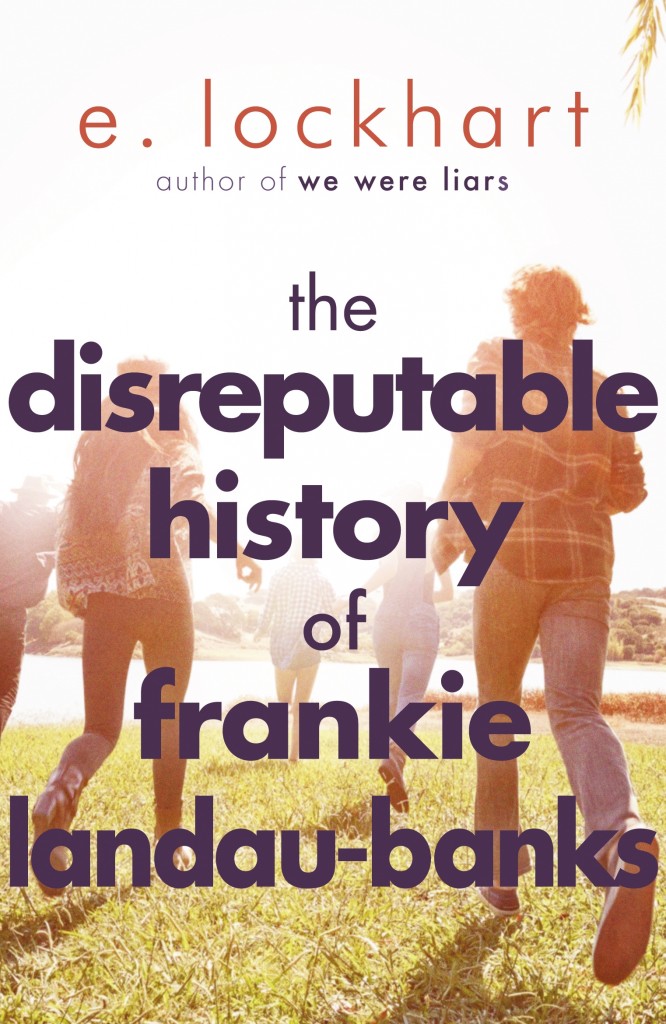 e. lockhart
author of we were liars
the
disreputable
history
of
frankie
landau-banks